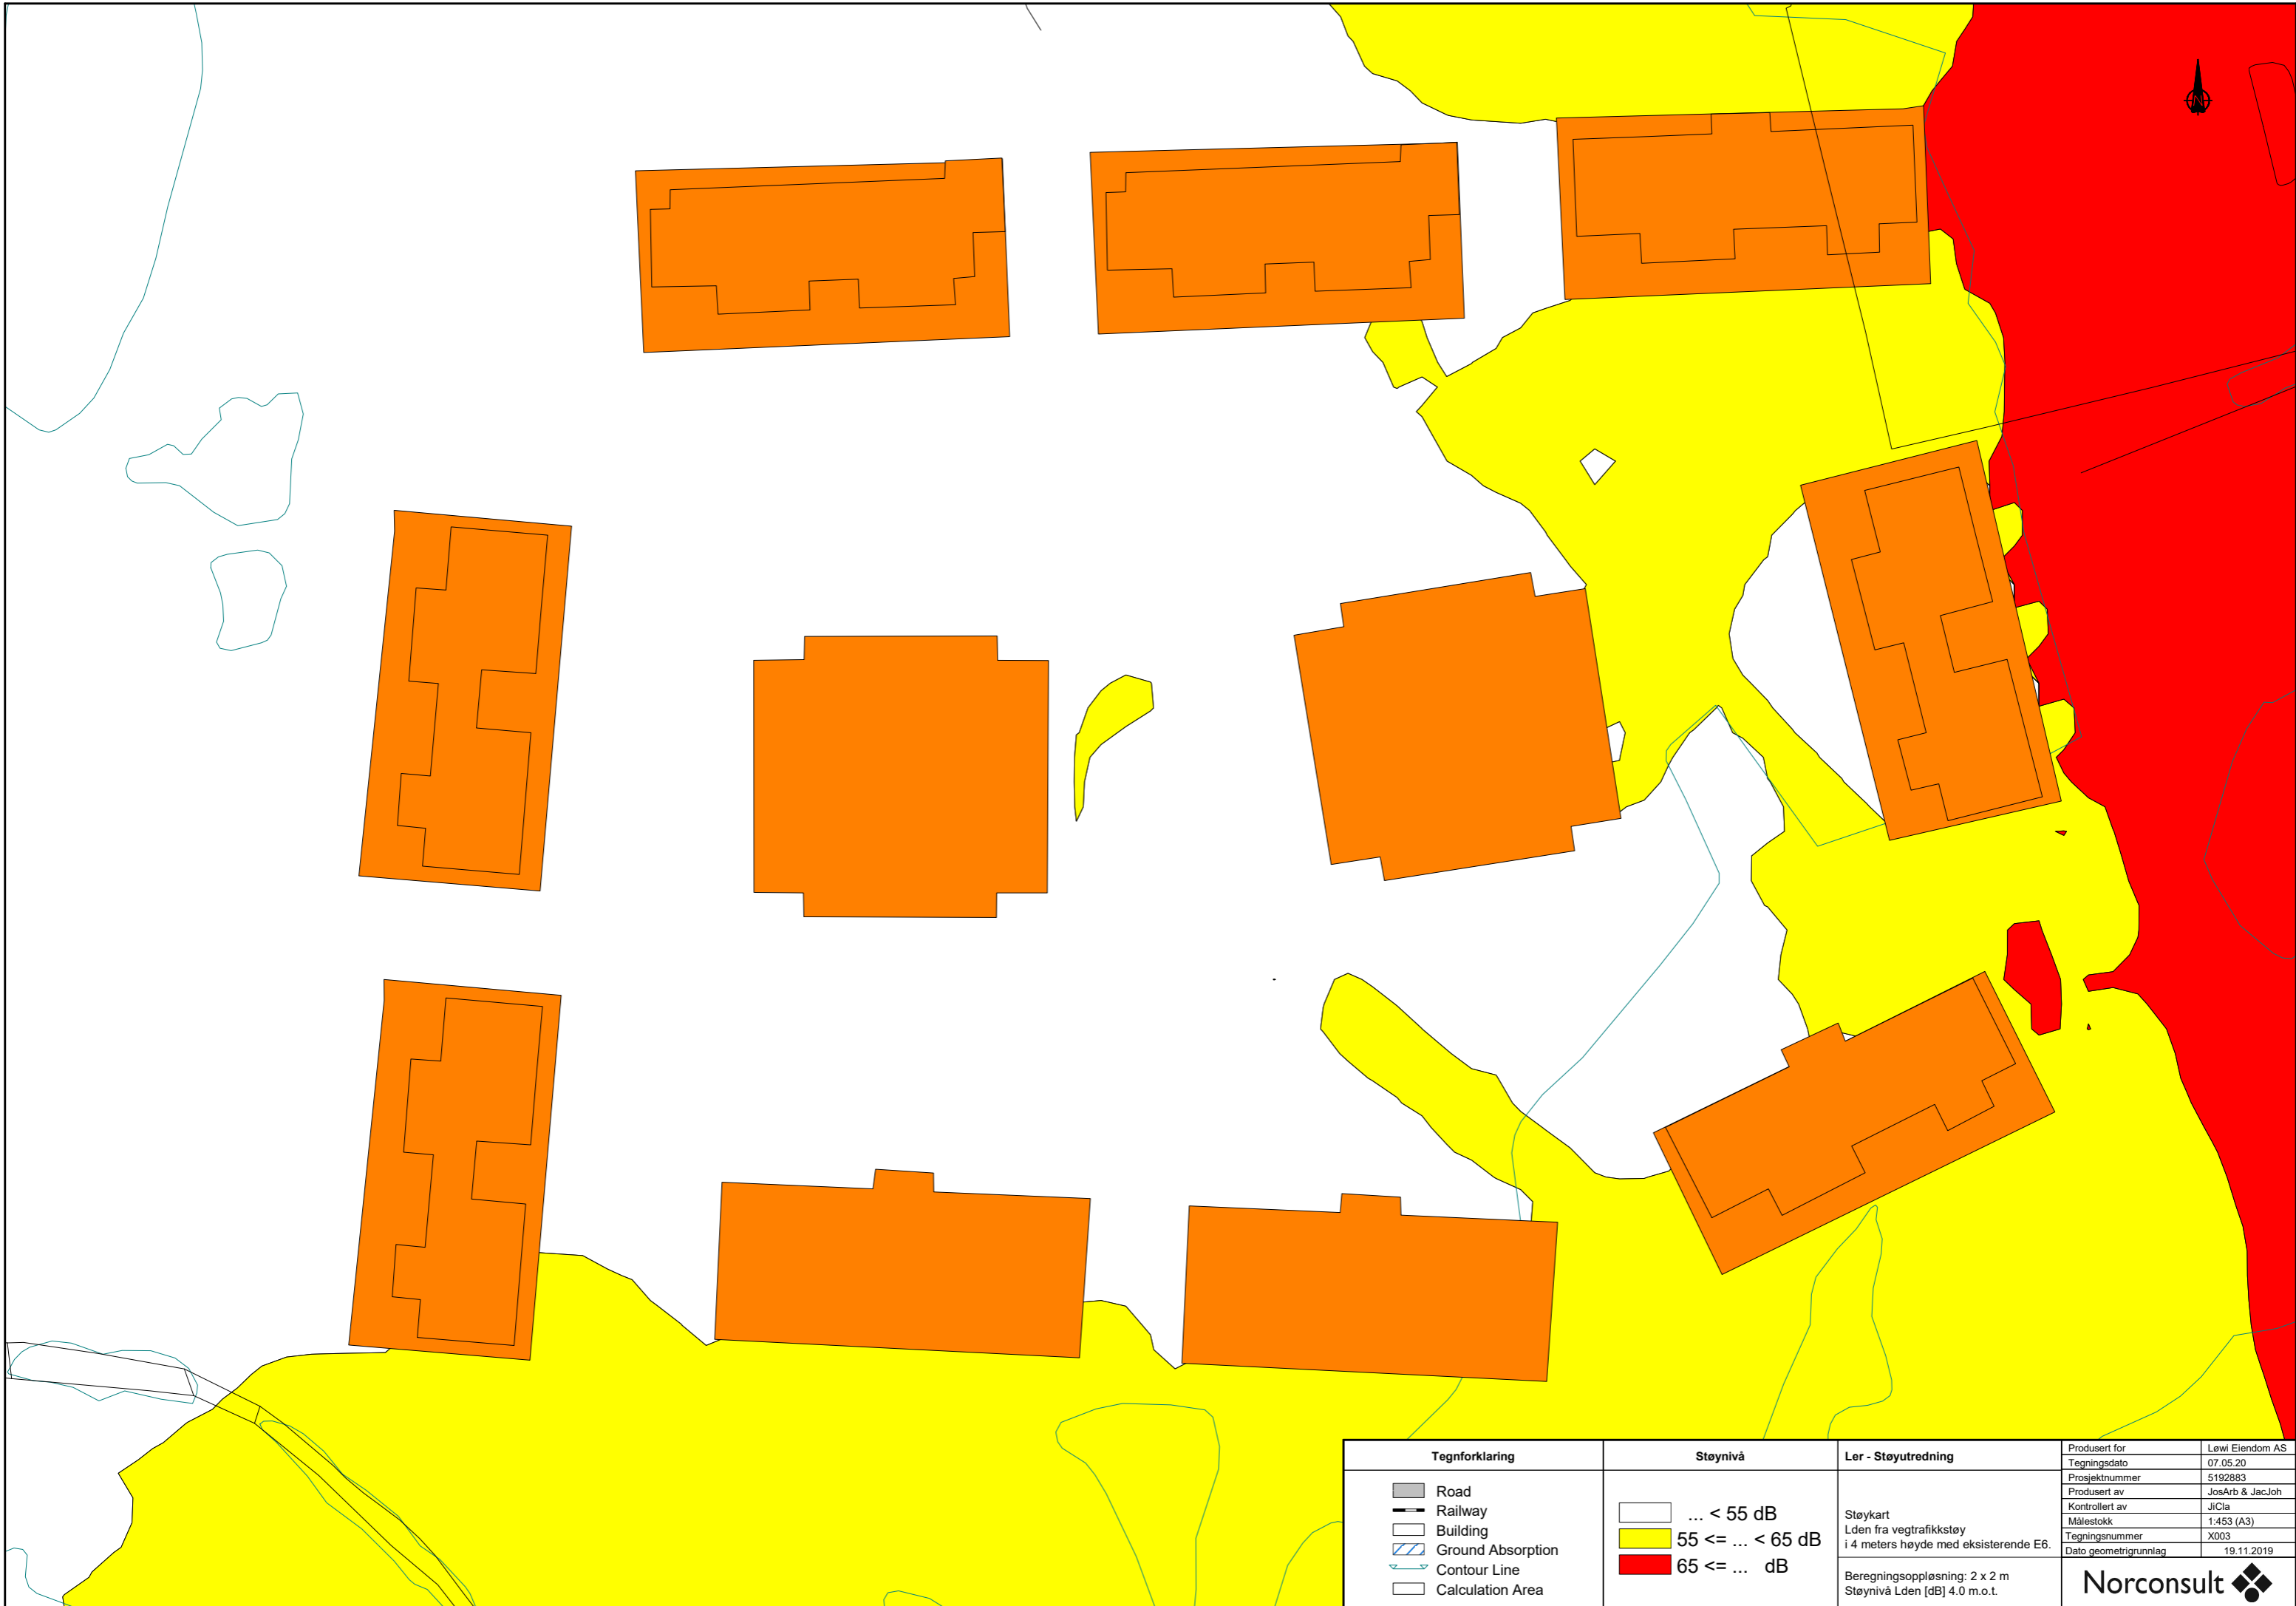 N
Tegnforklaring
Road
Railway
Building
Ground Absorption
Contour Line
Calculation Area
Støynivå
... < 55 dB
55 <= ... < 65 dB
65 <= ... dB
Ler - Støyutredning
Støykart
Lden fra vegtrafikkstøy
i 4 meters høyde med eksisterende E6.
Beregningsoppløsning: 2 x 2 m
Støynivå Lden [dB] 4.0 m.o.t.
Produsert for Løwi Eiendom AS
Tegningsdato 07.05.20
Prosjektnummer 5192883
Produsert av JosArb & JacJoh
Kontrollert av JiCla
Målestokk 1:453 (A3)
Tegningsnummer X003
Dato geometrigrunnlag 19.11.2019
Norconsult